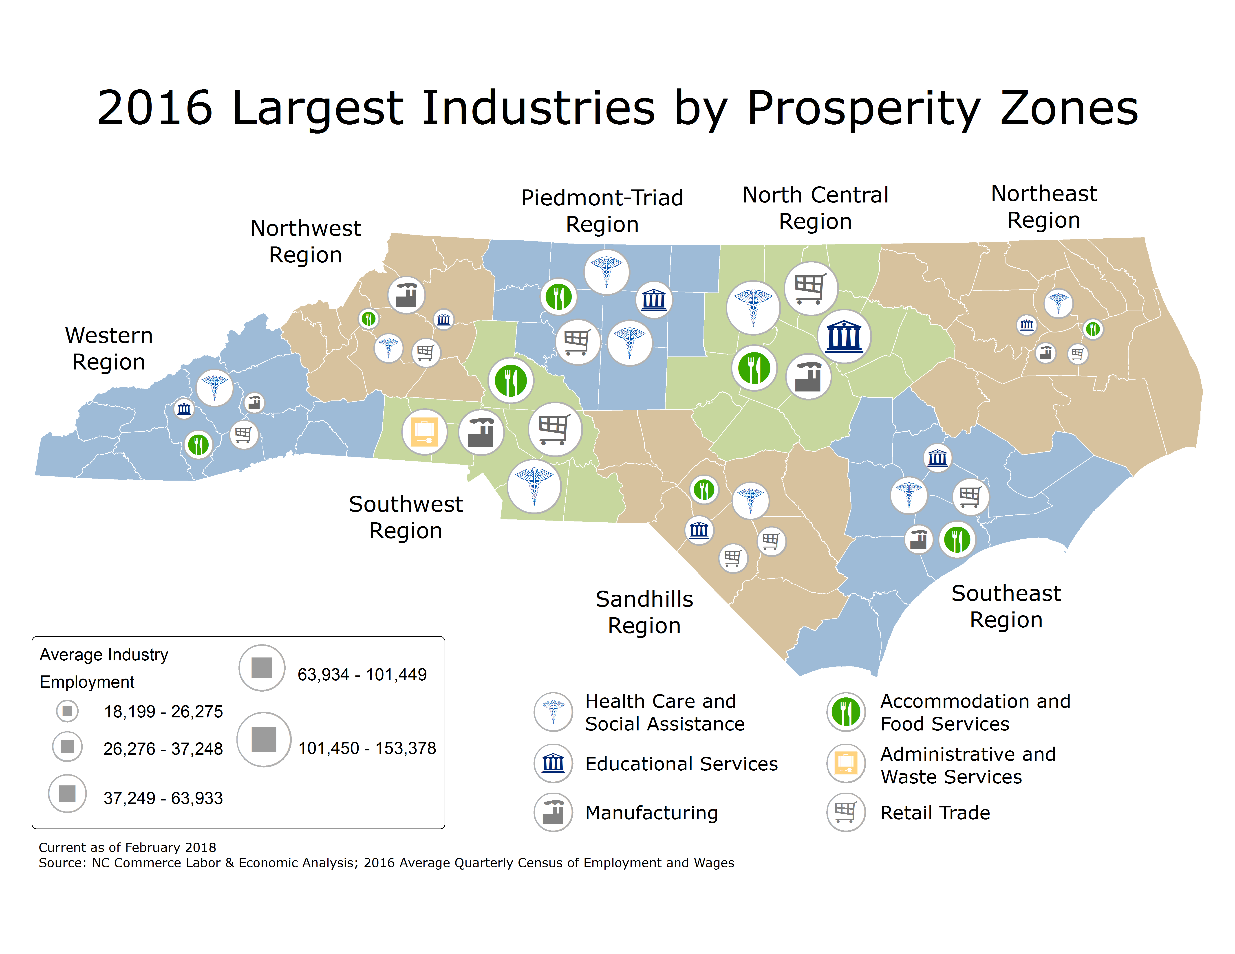 2016 Largest Industries by Prosperity Zones
Piedmont-Triad
Region
North Central
Region
Northeast
Region
Northwest
Region
Western
Region
Southwest
Region
Sandhills
Region
Southeast
Region
Average Industry
Employment
18,199 - 26,275
26,276 - 37,248
37,249 - 63,933
63,934 - 101,449
101,450 - 153,378
Health Care and
Social Assistance
Educational Services
Manufacturing
Accommodation and
Food Services
Administrative and
Waste Services
Retail Trade
Current as of February 2018
Source: NC Commerce Labor & Economic Analysis; 2016 Average Quarterly Census of Employment and Wages